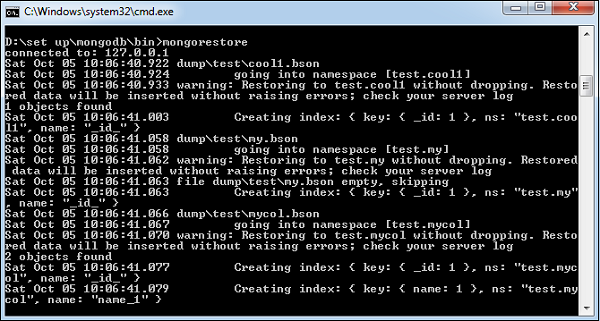 C:\Windows\system32\cmd.exe
D:\set up\mongodb\bin>mongorestore
connected to: 127.0.0.1
Sat Oct 05 10:06:40.922 dump\test\cool1.bson
Sat Oct 05 10:06:40.924 going into namespace [test.cool1]
Sat Oct 05 10:06:40.933 warning: Restoring to test.cool1 without dropping. Resto
red data will be inserted without raising errors; check your server log
1 objects found
Sat Oct 05 10:06:41.003 Creating index: { key: { _id: 1 }, ns: "test.coo
l1", name: "_id_" }
Sat Oct 05 10:06:41.058 dump\test\my.bson
Sat Oct 05 10:06:41.058 going into namespace [test.my]
Sat Oct 05 10:06:41.062 warning: Restoring to test.my without dropping. Restored
data will be inserted without raising errors; check your server log
Sat Oct 05 10:06:41.063 file dump\test\my.bson empty, skipping
Sat Oct 05 10:06:41.063 Creating index: { key: { _id: 1 }, ns: "test.my"
, name: "_id_" }
Sat Oct 05 10:06:41.066 dump\test\mycol.bson
Sat Oct 05 10:06:41.067 going into namespace [test.mycol]
Sat Oct 05 10:06:41.070 warning: Restoring to test.mycol without dropping. Resto
red data will be inserted without raising errors; check your server log
2 objects found
Sat Oct 05 10:06:41.077 Creating index: { key: { _id: 1 }, ns: "test.myc
ol", name: "_id_" }
Sat Oct 05 10:06:41.079 Creating index: { key: { name: 1 }, ns: "test.my
col", name: "name_1" }